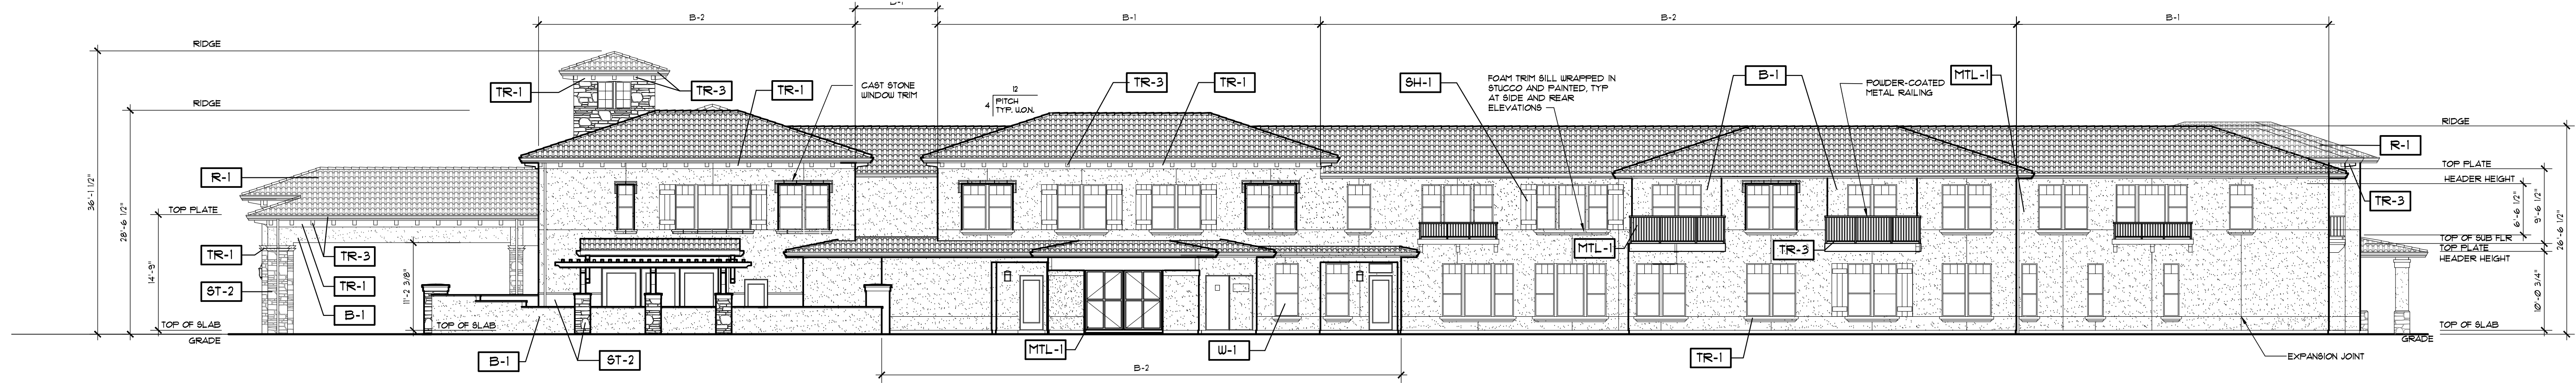 B-1
B-2
B-1
B-2
B-1
RIDGE
36'-1 1/2"
RIDGE
28'-6 1/2"
TR-1
TR-3
TR-1
CAST STONE
WINDOW TRIM
12
4
PITCH
TYP. U.O.N.
TR-3
TR-1
SH-1
FOAM TRIM SILL WRAPPED IN
STUCCO AND PAINTED, TYP
AT SIDE AND REAR
ELEVATIONS
B-1
POWDER-COATED
METAL RAILING
MTL-1
RIDGE
R-1
TOP PLATE
HEADER HEIGHT
TR-3
6'-6 1/2"
9'-6 1/2"
26'-6 1/2"
TOP OF SUB FLR
TOP PLATE
HEADER HEIGHT
10'-0 3/4"
TOP OF SLAB
GRADE
R-1
TOP PLATE
14'-9"
TR-1
TR-3
ST-2
TR-1
B-1
11'-2 3/8"
TOP OF SLAB
TOP OF SLAB
GRADE
MTL-1
TR-3
B-1
ST-2
MTL-1
W-1
TR-1
EXPANSION JOINT
B-2